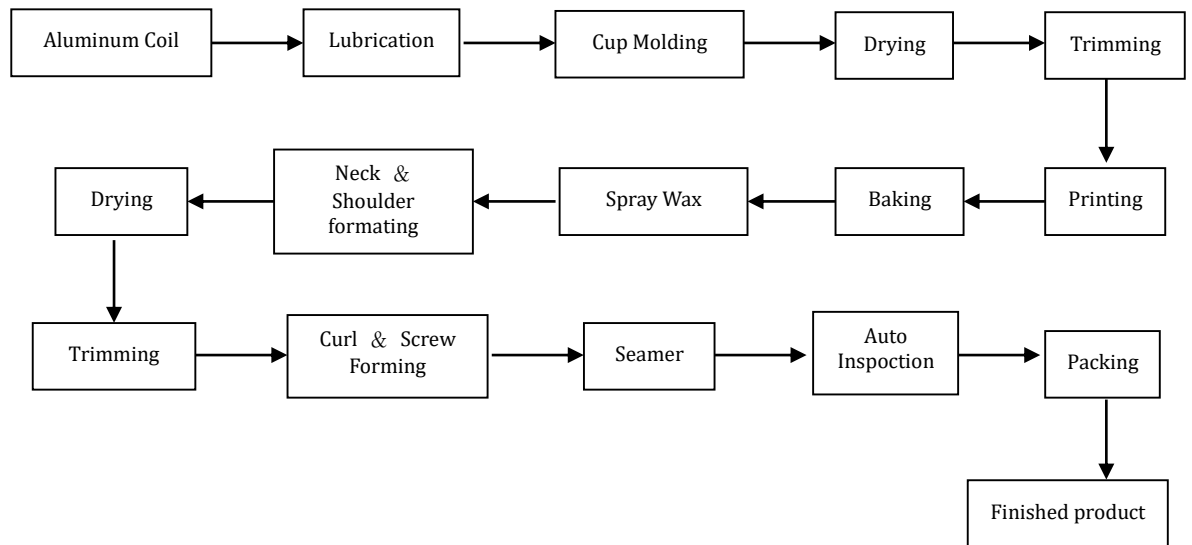 Aluminum Coil
Lubrication
Cup Molding
Drying
Trimming
Printing
Baking
Spray Wax
Neck ＆
Shoulder
formating
Drying
Trimming
Curl ＆ Screw
Forming
Seamer
Auto
Inspoction
Packing
Finished product